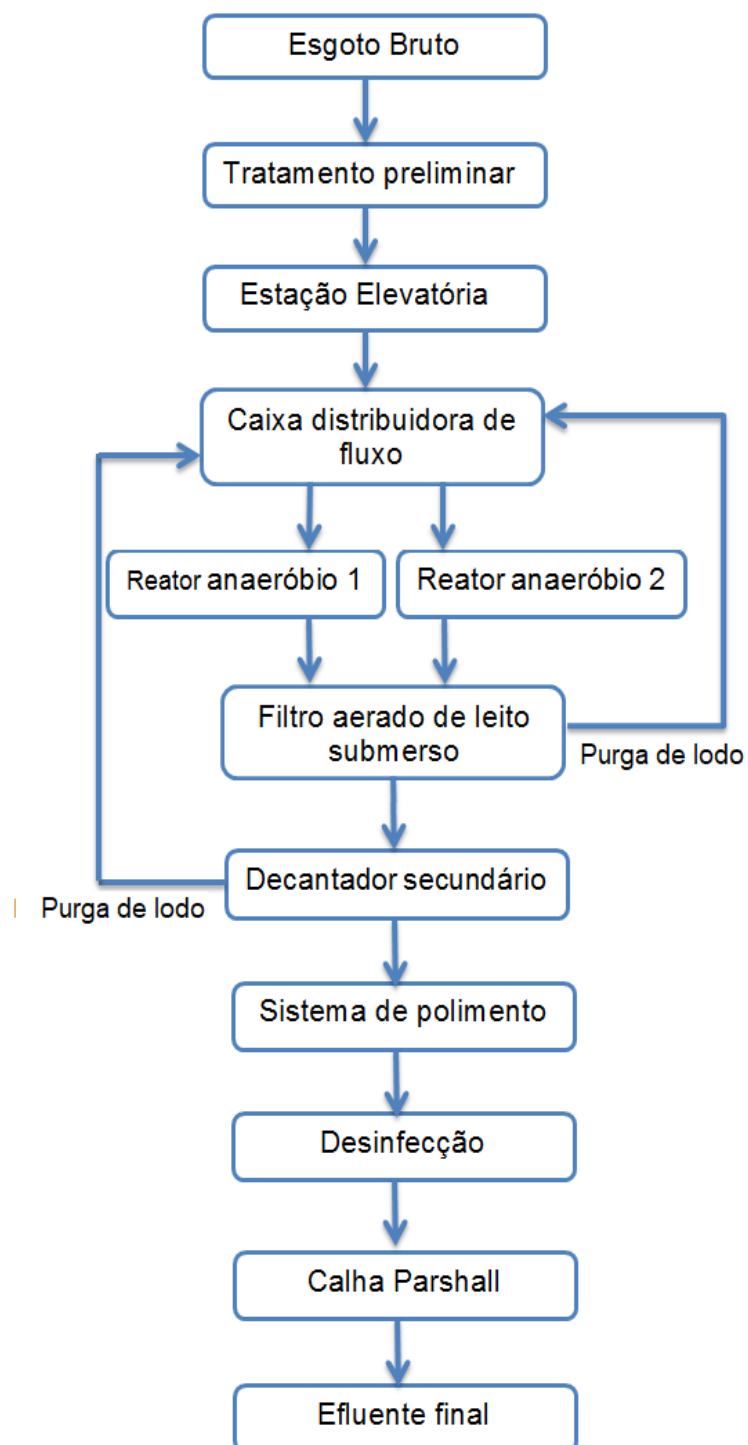 Esgoto Bruto
Tratamento preliminar
Estação Elevatória
Caixa distribuidora de
fluxo
Reator anaeróbio 1
Reator anaeróbio 2
Filtro aerado de leito
submerso
Purga de lodo
Decantador secundário
Purga de lodo
Sistema de polimento
Desinfecção
Calha Parshall
Efluente final